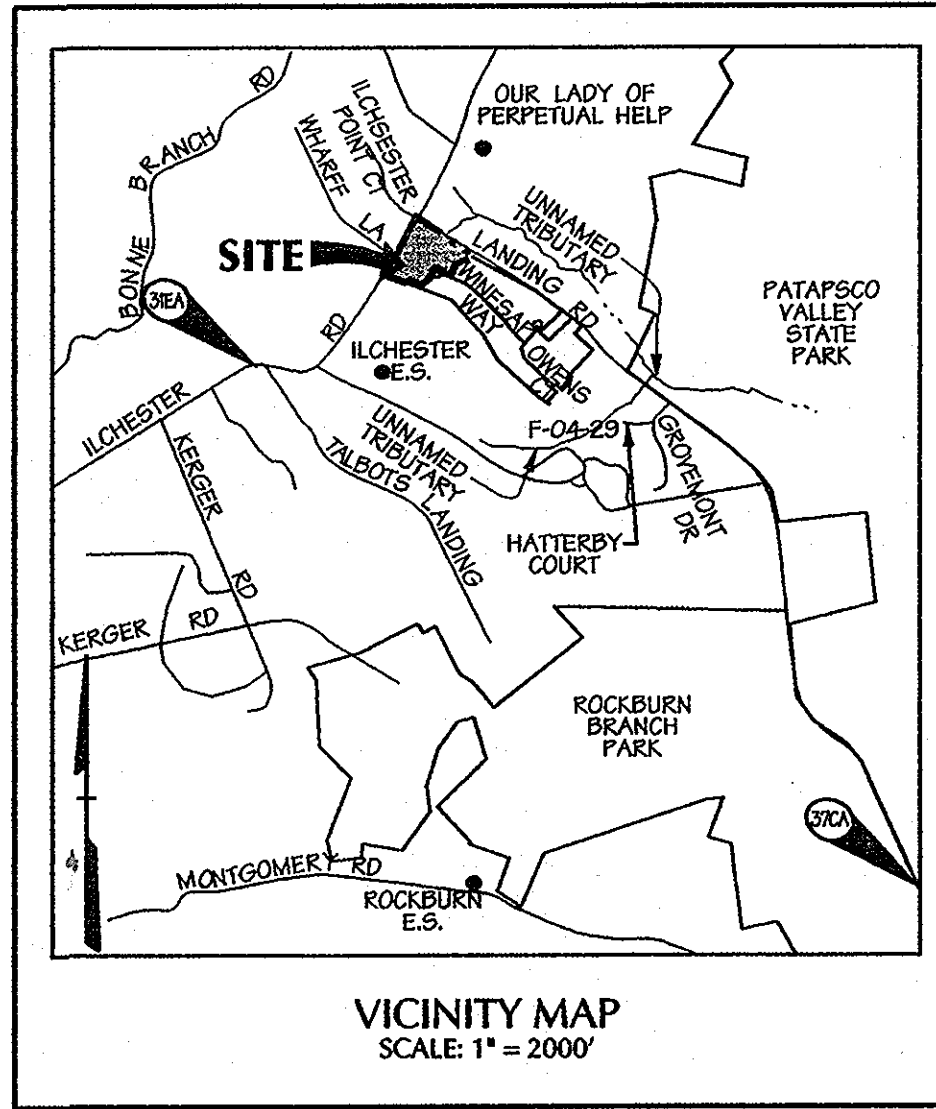 OUR LADY OF
PERPETUAL HELP
RD
BONNE BRANCH
ILCHSESTER
POINT CT
WHARFF
LA
UNNAMED
TRIBUTARY
SITE
LANDING RD
WINESAP
WAY
PATAPSCO
VALLEY
STATE
PARK
31EA
RD
ILCHESTER
E.S.
OWENS
CT
ILCHESTER
F-04-29
UNNAMED
TRIBUTARY
TALBOTS LANDING
KERGER
RD
GROVEMONT
DR
HATTERBY
COURT
KERGER RD
ROCKBURN
BRANCH
PARK
37CA
MONTGOMERY RD
ROCKBURN
E.S.
VICINITY MAP
SCALE: 1" = 2000'